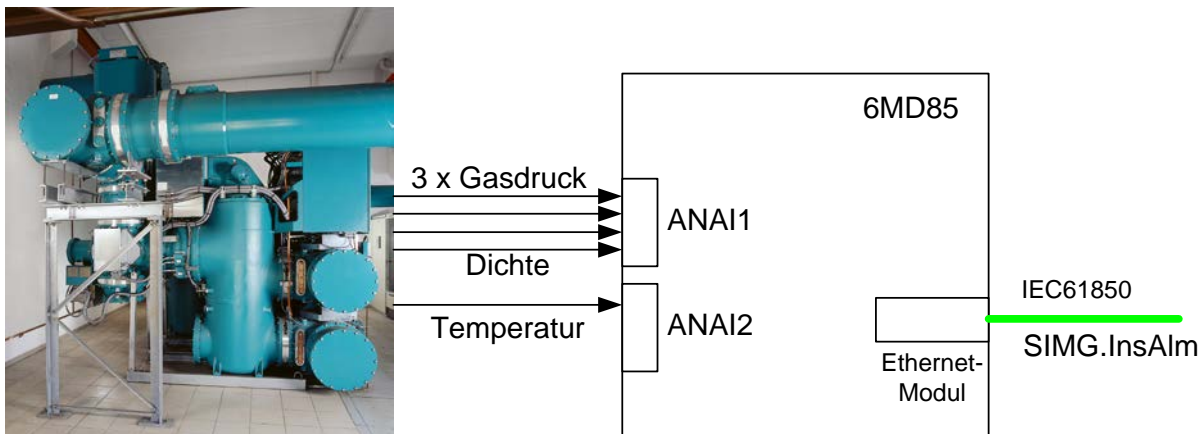 6MD85
3 x Gasdruck
ANAI1
Dichte
Temperatur
ANAI2
IEC61850
SIMG.InsAlm
Ethernet-
Modul